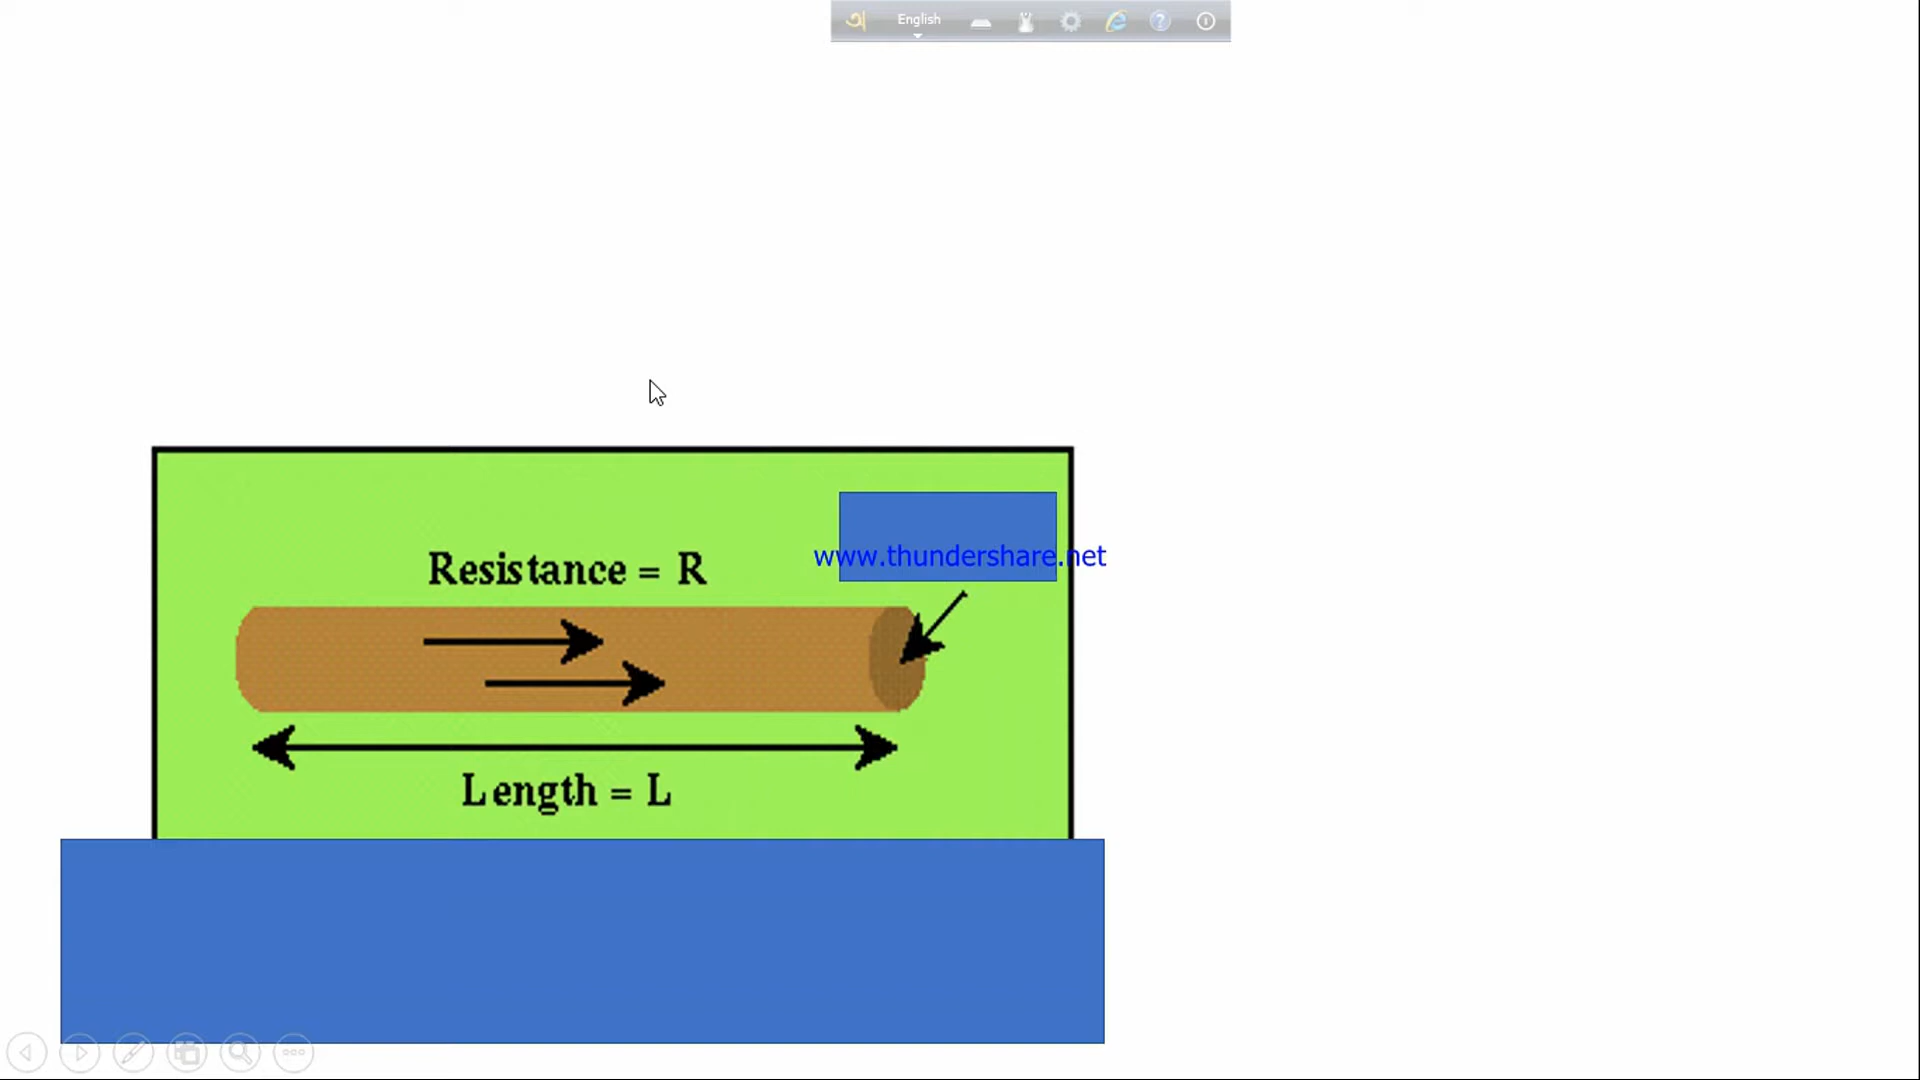 অ English
www.thundershare.net
Resistance = R
Length = L